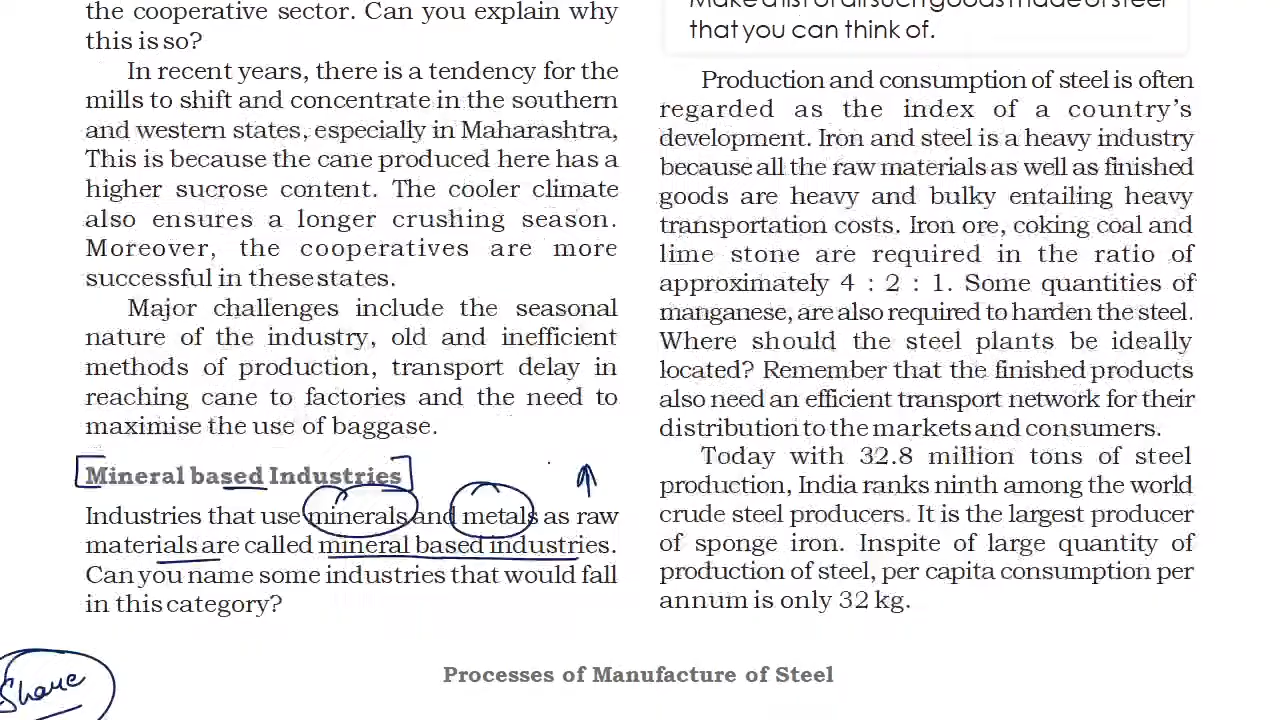 the cooperative sector. Can you explain why
this is so?
In recent years, there is a tendency for the
mills to shift and concentrate in the southern
and western states, especially in Maharashtra,
This is because the cane produced here has a
higher sucrose content. The cooler climate
also ensures a longer crushing season.
Moreover, the cooperatives are more
successful in these states.
Major challenges include the seasonal
nature of the industry, old and inefficient
methods of production, transport delay in
reaching cane to factories and the need to
maximise the use of baggase.
Mineral based Industries
Industries that use minerals and metals as raw
materials are called mineral based industries.
Can you name some industries that would fall
in this category?
Make a list of all such goods made of steel
that you can think of.
Production and consumption of steel is often
regarded as the index of a country's
development. Iron and steel is a heavy industry
because all the raw materials as well as finished
goods are heavy and bulky entailing heavy
transportation costs. Iron ore, coking coal and
lime stone are required in the ratio of
approximately 4 : 2 : 1. Some quantities of
manganese, are also required to harden the steel.
Where should the steel plants be ideally
located? Remember that the finished products
also need an efficient transport network for their
distribution to the markets and consumers.
Today with 32.8 million tons of steel
production, India ranks ninth among the world
crude steel producers. It is the largest producer
of sponge iron. Inspite of large quantity of
production of steel, per capita consumption per
annum is only 32 kg.
Processes of Manufacture of Steel